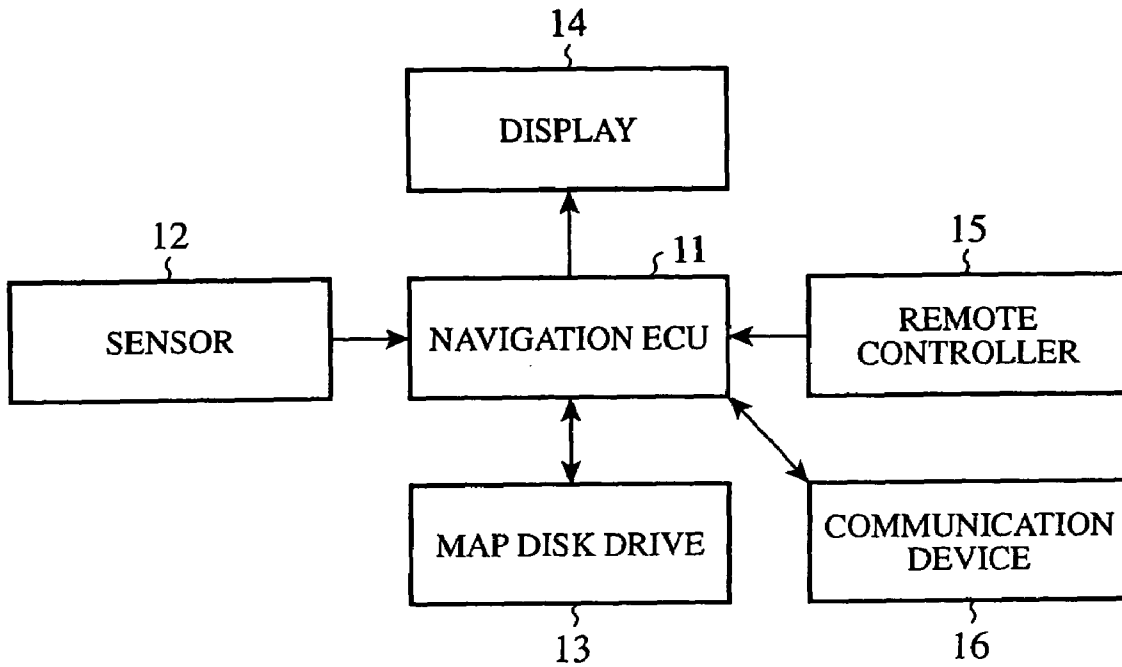 14
DISPLAY
12
11
15
SENSOR
NAVIGATION ECU
REMOTE
CONTROLLER
MAP DISK DRIVE
COMMUNICATION
DEVICE
13
16